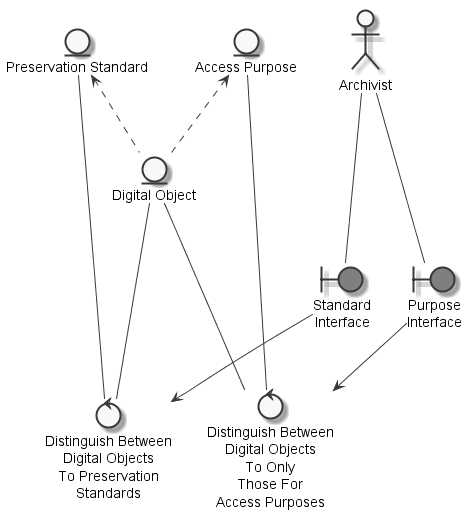 Preservation Standard
Access Purpose
Archivist
Digital Object
Standard
Interface
Purpose
Interface
Distinguish Between
Digital Objects
To Preservation
Standards
Distinguish Between
Digital Objects
To Only
Those For
Access Purposes